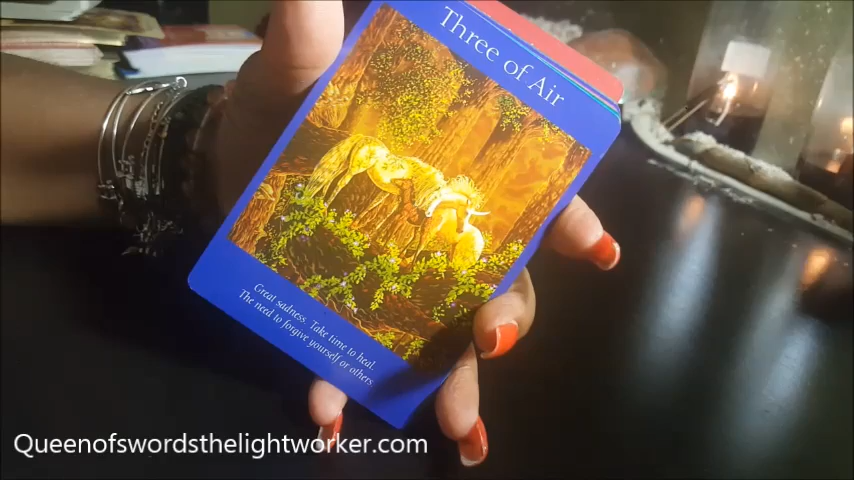 Three of Air
Great sadness. Take time to heal.
The need to forgive yourself or others.
Queenofswordsthelightworker.com